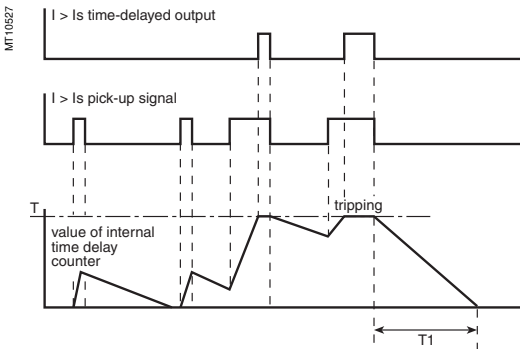 MT10527
I > Is time-delayed output
I > Is pick-up signal
T
tripping
value of internal
time delay
counter
T1